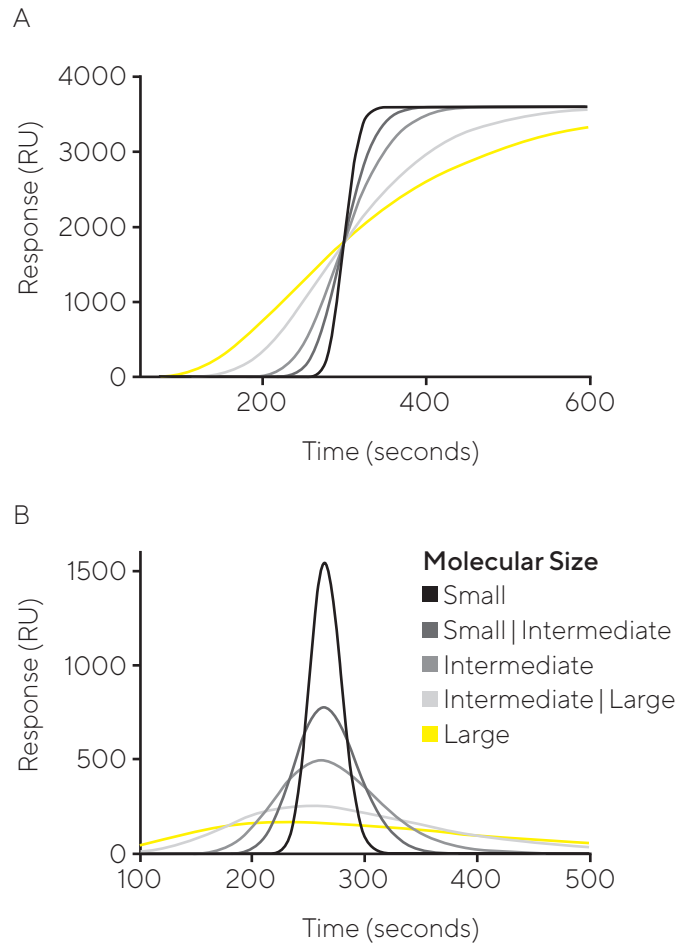 A
4000
3000
2000
1000
0
Response (RU)
200 400 600
Time (seconds)
B
1500
1000
500
0
Response (RU)
Molecular Size
Small
Small | Intermediate
Intermediate
Intermediate | Large
Large
100 200 300 400 500
Time (seconds)